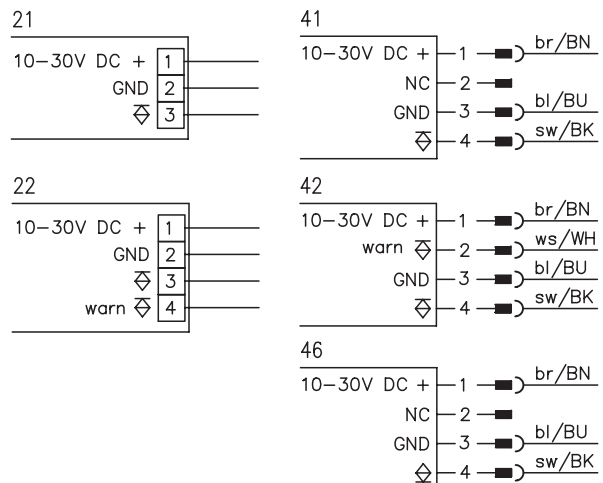 21
10–30V DC + 1
GND 2
3
22
10–30V DC + 1
GND 2
3
warn 4
41
10–30V DC + 1 br/BN
NC 2
GND 3 bl/BU
4 sw/BK
42
10–30V DC + 1 br/BN
warn 2 ws/WH
GND 3 bl/BU
4 sw/BK
46
10–30V DC + 1 br/BN
NC 2
GND 3 bl/BU
4 sw/BK